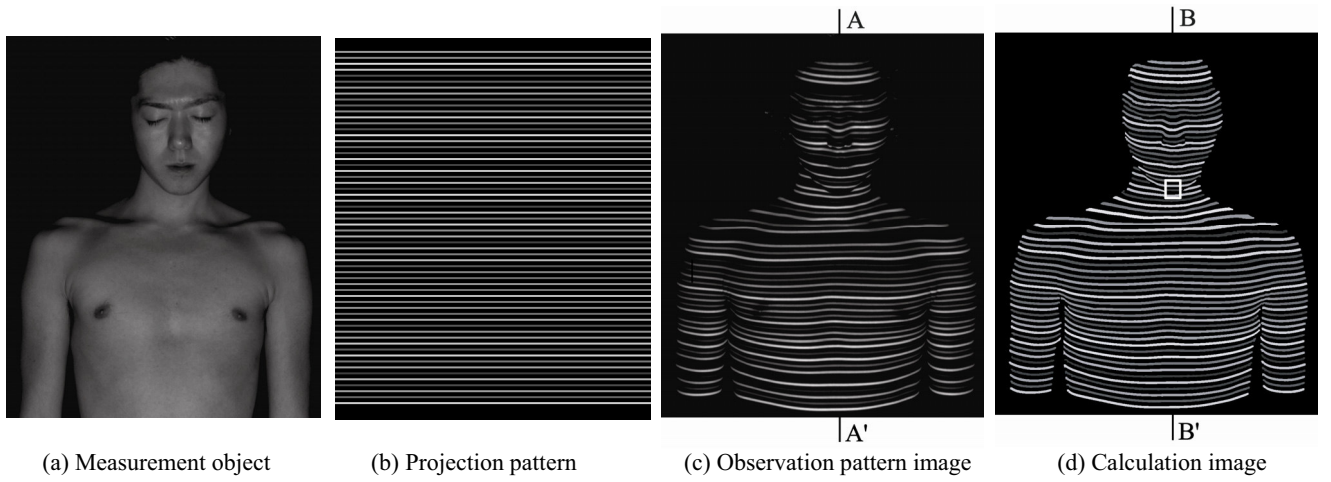 A
B
A'
B'
(a) Measurement object
(b) Projection pattern
(c) Observation pattern image
(d) Calculation image